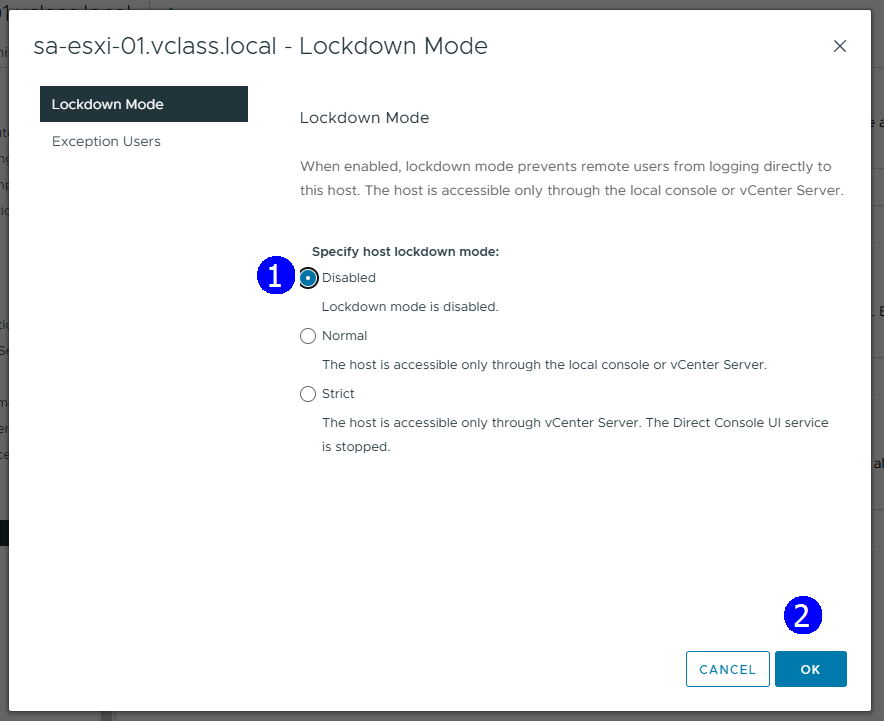 sa-esxi-01.vclass.local - Lockdown Mode
Lockdown Mode
Exception Users
Lockdown Mode
When enabled, lockdown mode prevents remote users from logging directly to
this host. The host is accessible only through the local console or vCenter Server.
Specify host lockdown mode:
1
Disabled
Lockdown mode is disabled.
Normal
The host is accessible only through the local console or vCenter Server.
Strict
The host is accessible only through vCenter Server. The Direct Console UI service
is stopped.
2
CANCEL
OK